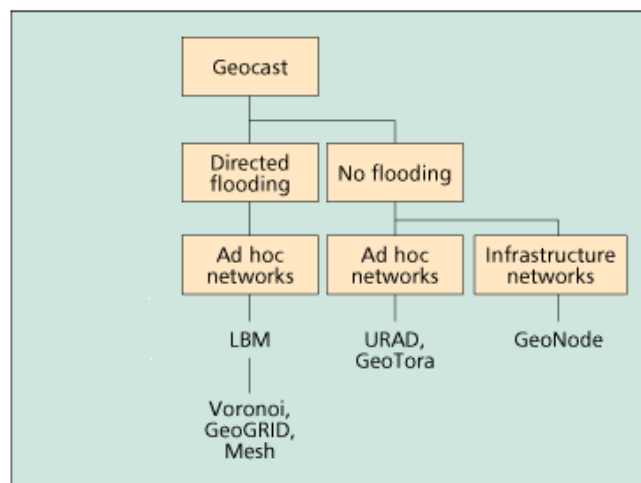 Geocast
Directed
flooding
No flooding
Ad hoc
networks
Ad hoc
networks
Infrastructure
networks
LBM
URAD,
GeoTora
GeoNode
Voronoi,
GeoGRID,
Mesh